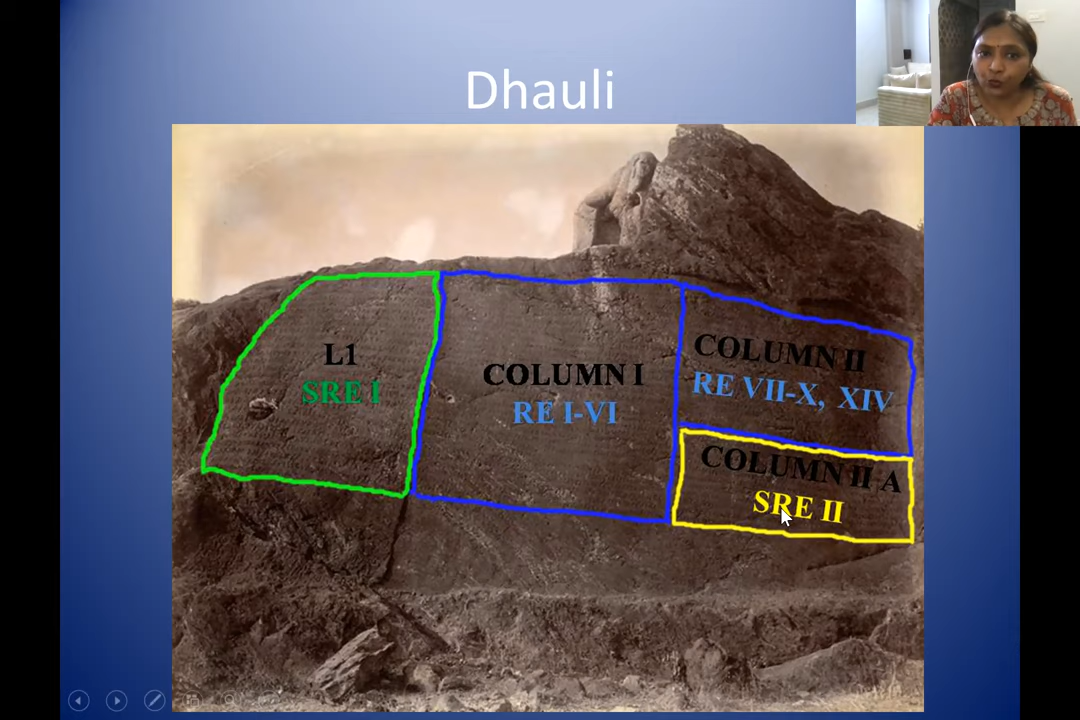 Dhauli
L1
SRE I
COLUMN I
RE I-VI
COLUMN II
RE VII-X, XIV
COLUMN II A
SRE II